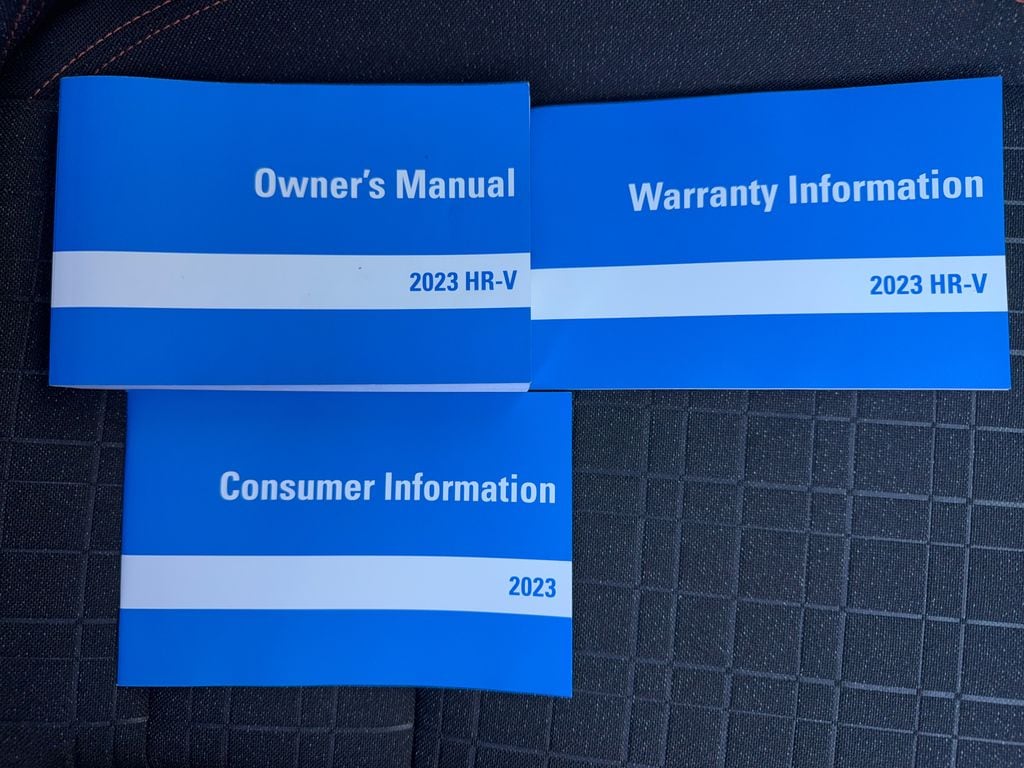 Owner's Manual
2023 HR-V
Warranty Information
2023 HR-V
Consumer Information
2023